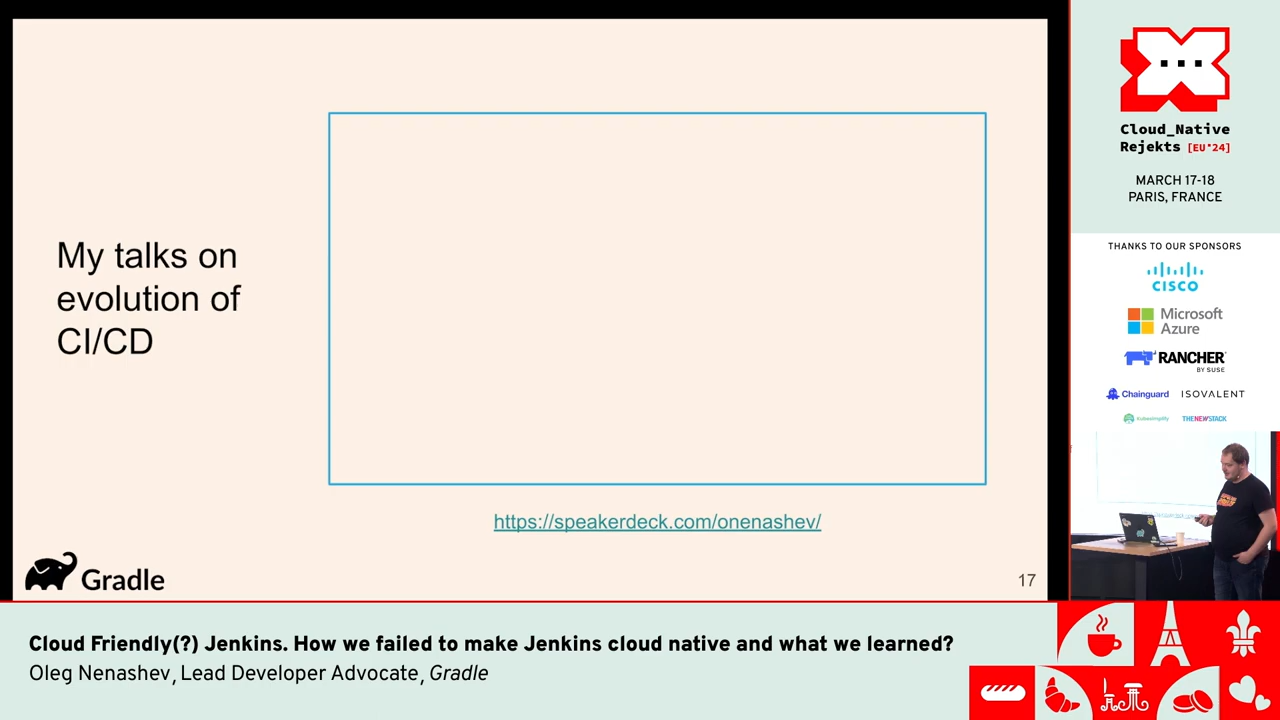 My talks on
evolution of
CI/CD
https://speakerdeck.com/onenashev/
Gradle
17
Cloud_Native
Rejekts [EU'24]
MARCH 17-18
PARIS, FRANCE
THANKS TO OUR SPONSORS
CISCO
Microsoft
Azure
RANCHER
BY SUSE
Chainguard ISOVALENT
kubesimplify THENEWSTACK
Cloud Friendly(?) Jenkins. How we failed to make Jenkins cloud native and what we learned?
Oleg Nenashev, Lead Developer Advocate, Gradle